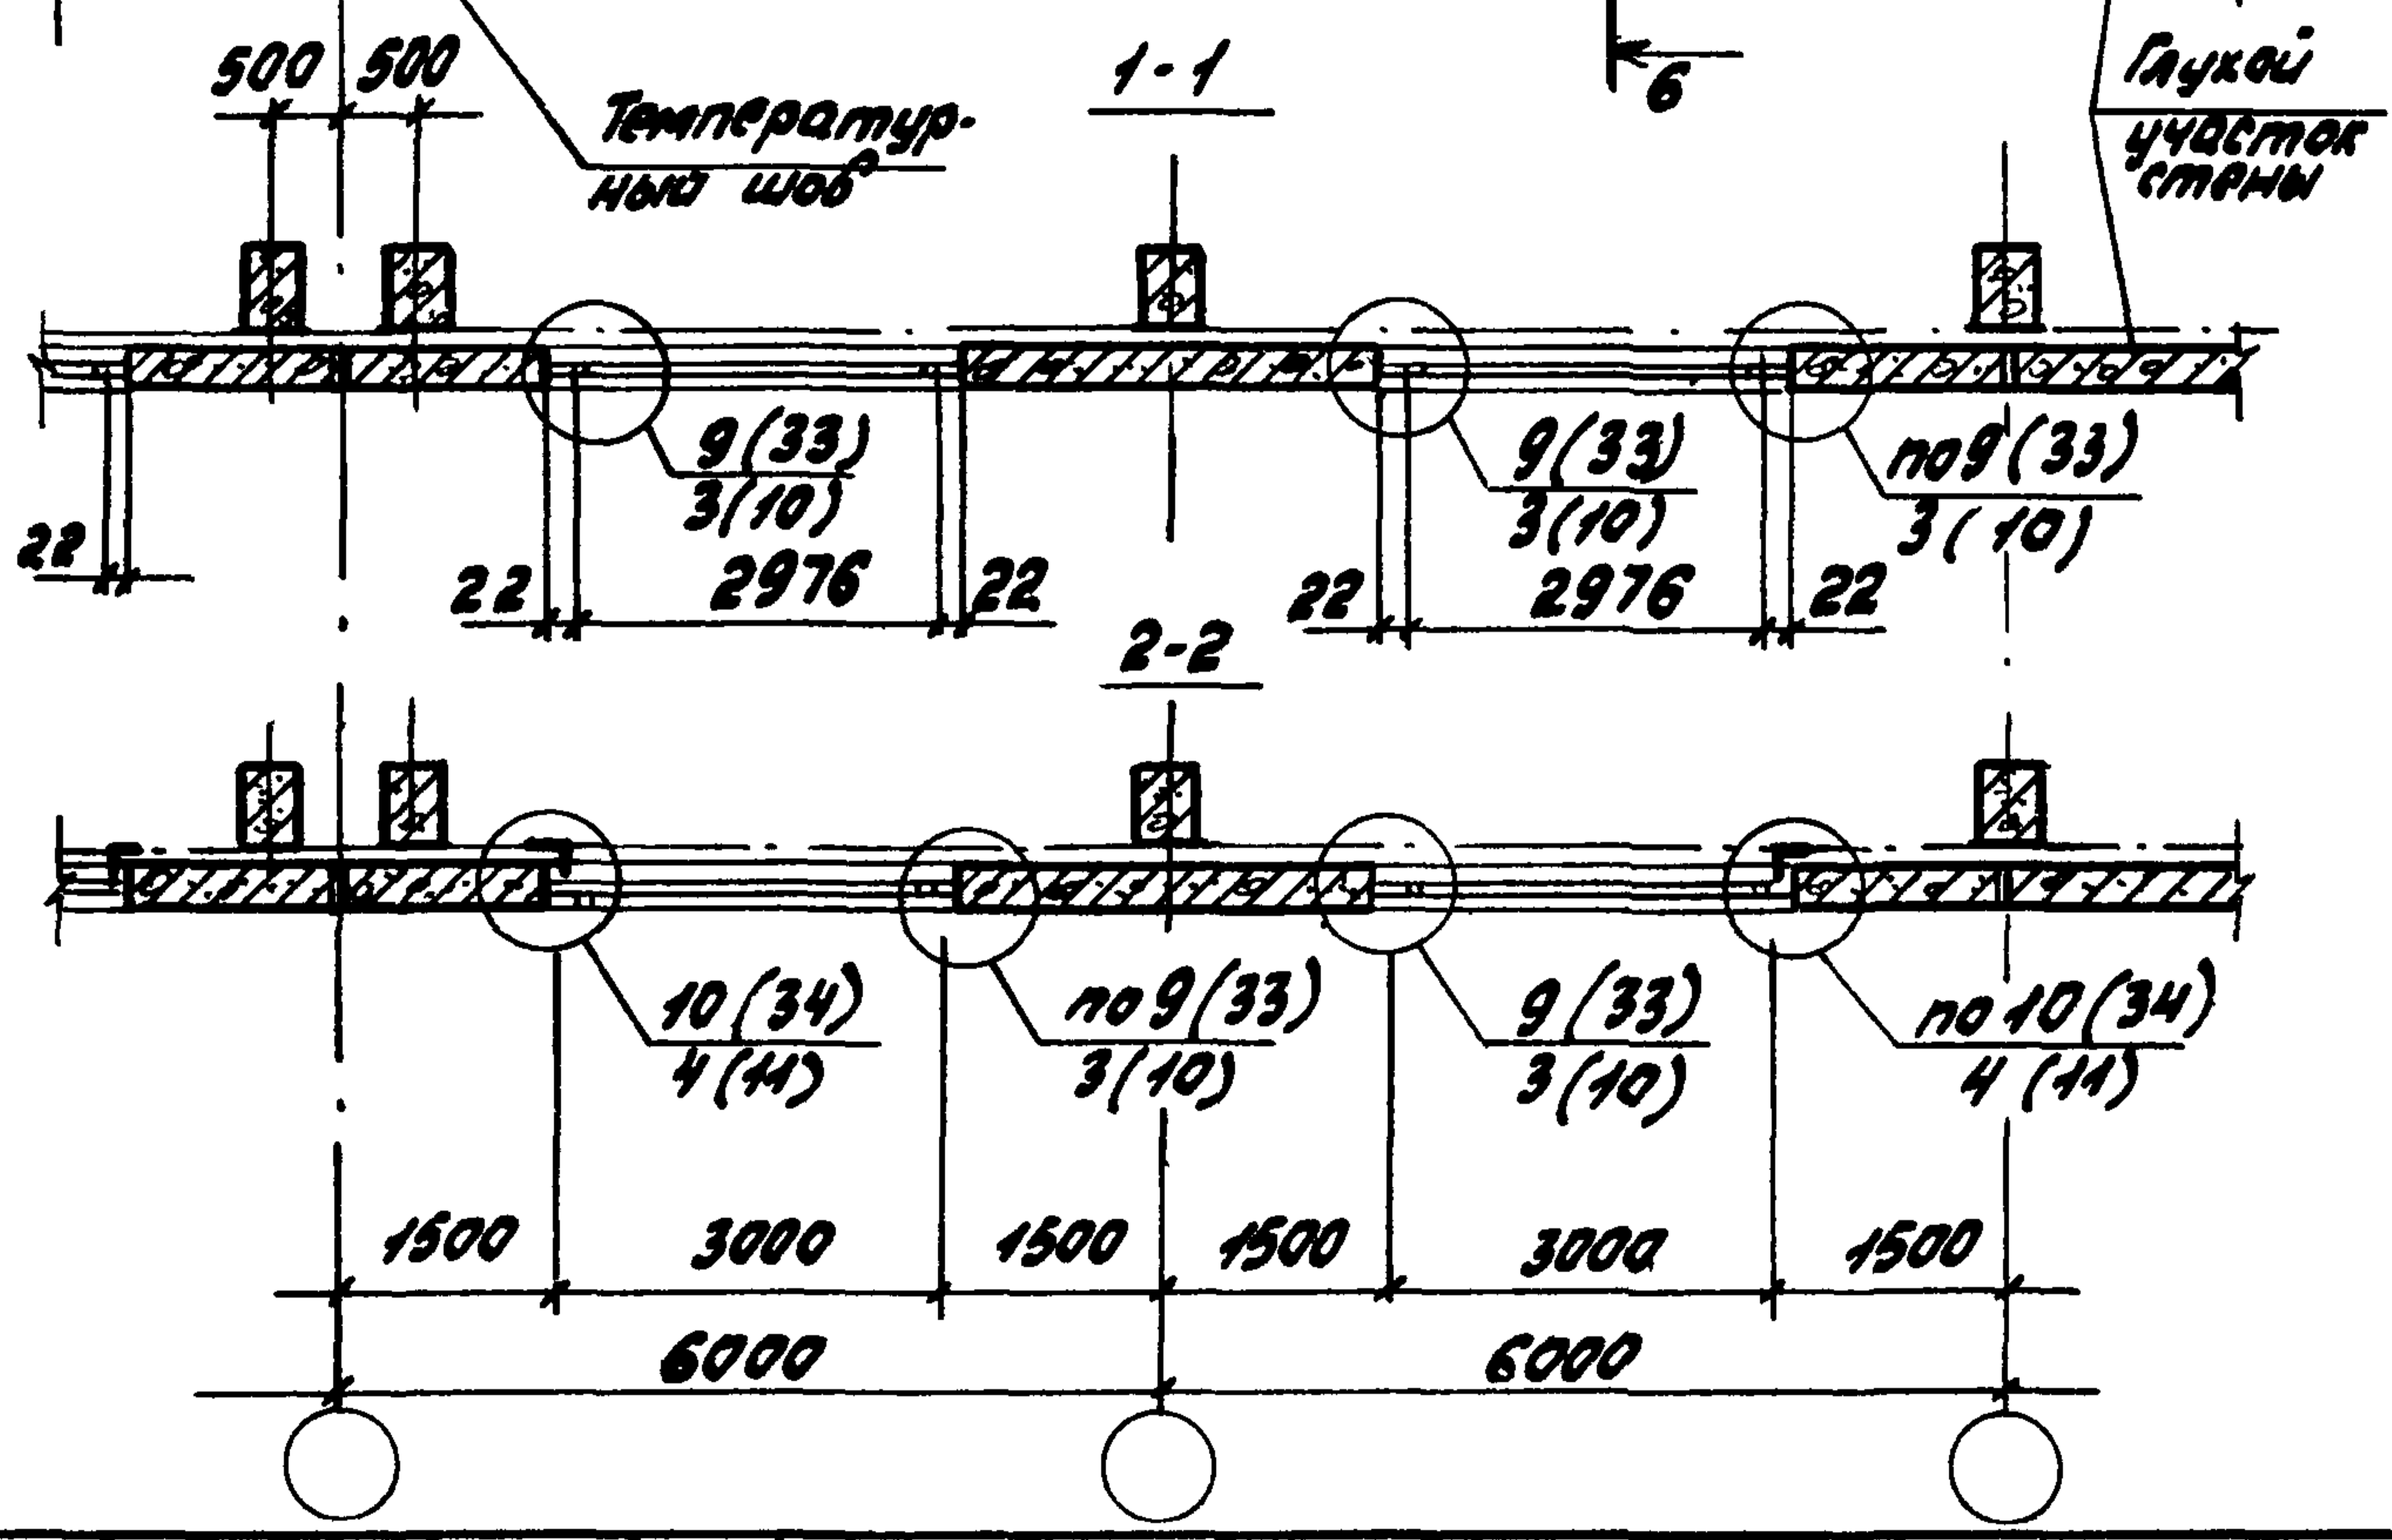 500 500
1-1
6
Глухой
участок
стены
Температур-
ный шов
9(33)
3(10)
9(33)
3(10)
по 9(33)
3(10)
22
22 2976 22
22 2976 22
2-2
10(34)
4(11)
по 9(33)
3(10)
9(33)
3(10)
по 10(34)
4(11)
1500 3000 1500 1500 3000 1500
6000 6000